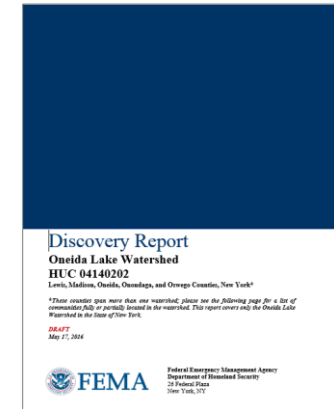 Discovery Report
Oneida Lake Watershed
HUC 04140202
Lewis, Madison, Oneida, Onondaga, and Oswego Counties, New York*
*These counties span more than one watershed; please see the following page for a list of
communities fully or partially located in the watershed. This report covers only the Oneida Lake
Watershed in the State of New York.
DRAFT
May 17, 2016
FEMA
Federal Emergency Management Agency
Department of Homeland Security
26 Federal Plaza
New York, NY